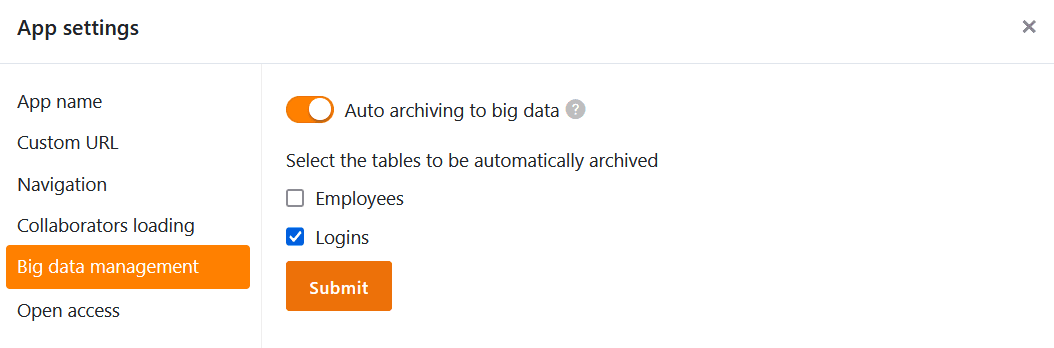 App settings
App name
Custom URL
Navigation
Collaborators loading
Big data management
Open access
Auto archiving to big data ?
Select the tables to be automatically archived
Employees
Logins
Submit